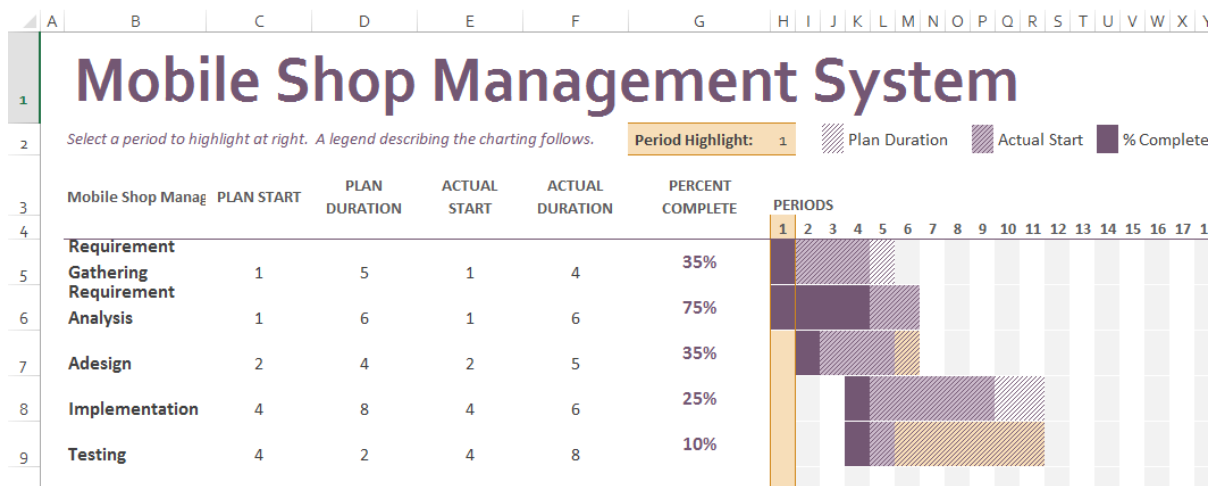 A B C D E F G H I J K L M N O P Q R S T U V W X Y
1 Mobile Shop Management System
2 Select a period to highlight at right. A legend describing the charting follows. Period Highlight: 1 Plan Duration Actual Start % Complete
3 Mobile Shop Manag PLAN START PLAN DURATION ACTUAL START ACTUAL DURATION PERCENT COMPLETE PERIODS
4 1 2 3 4 5 6 7 8 9 10 11 12 13 14 15 16 17 1
5 Requirement Gathering 1 5 1 4 35%
6 Requirement Analysis 1 6 1 6 75%
7 Adesign 2 4 2 5 35%
8 Implementation 4 8 4 6 25%
9 Testing 4 2 4 8 10%